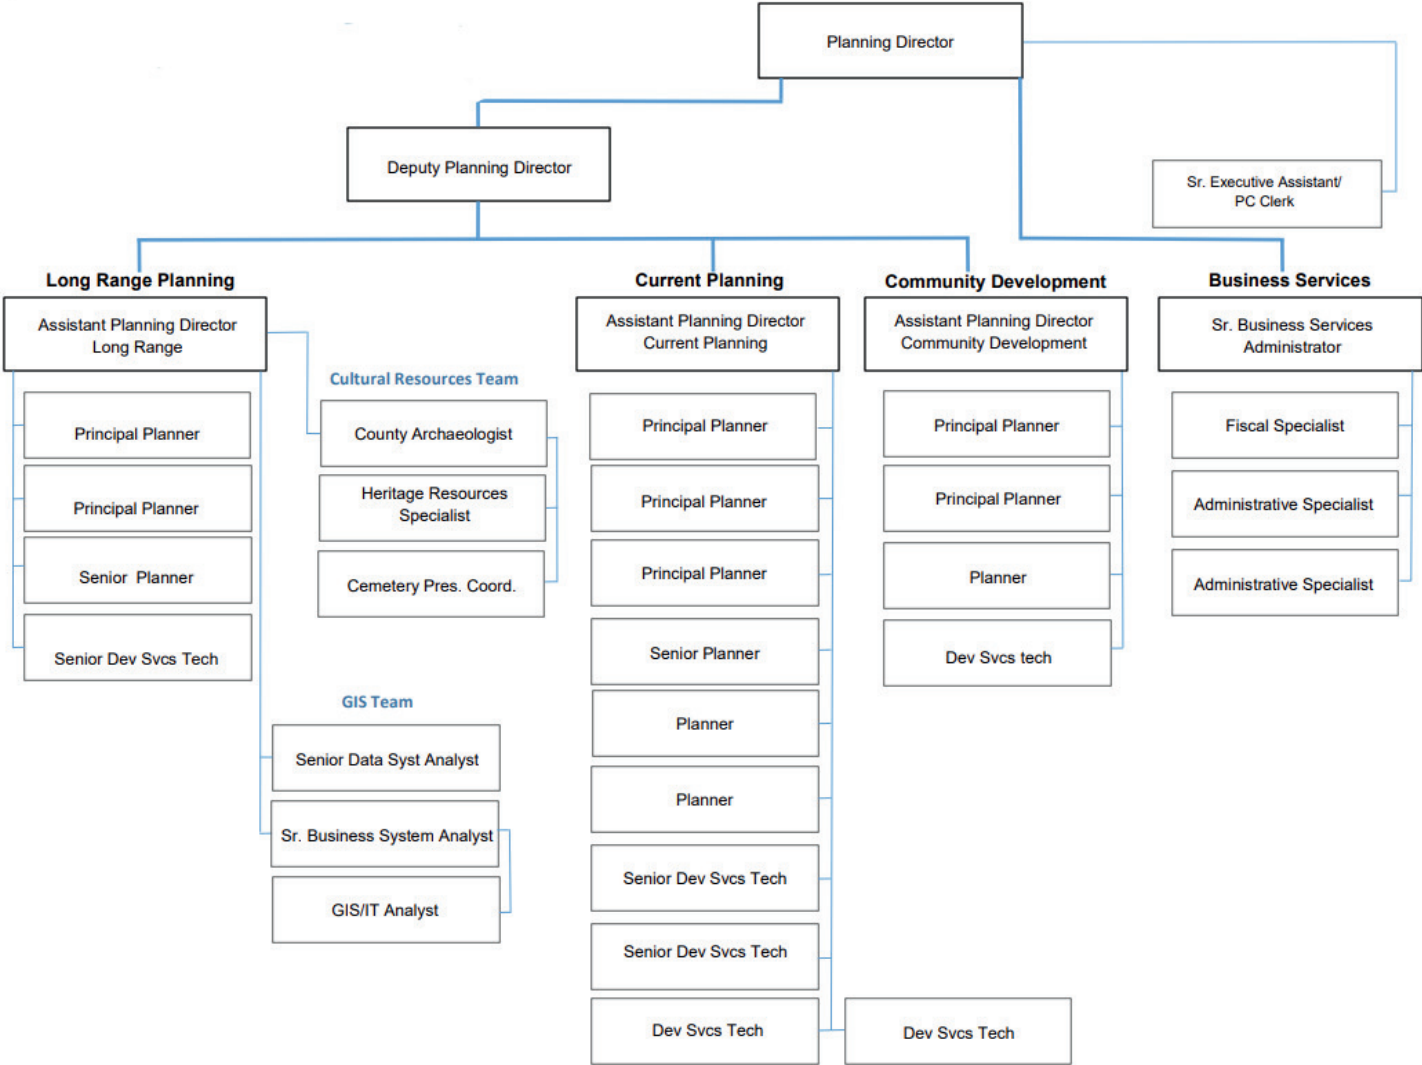 Planning Director
Deputy Planning Director
Sr. Executive Assistant/
PC Clerk
Long Range Planning
Assistant Planning Director
Long Range
Principal Planner
Principal Planner
Senior Planner
Senior Dev Svcs Tech
Cultural Resources Team
County Archaeologist
Heritage Resources
Specialist
Cemetery Pres. Coord.
GIS Team
Senior Data Syst Analyst
Sr. Business System Analyst
GIS/IT Analyst
Current Planning
Assistant Planning Director
Current Planning
Principal Planner
Principal Planner
Principal Planner
Senior Planner
Planner
Planner
Senior Dev Svcs Tech
Senior Dev Svcs Tech
Dev Svcs Tech
Dev Svcs Tech
Community Development
Assistant Planning Director
Community Development
Principal Planner
Principal Planner
Planner
Dev Svcs tech
Business Services
Sr. Business Services
Administrator
Fiscal Specialist
Administrative Specialist
Administrative Specialist